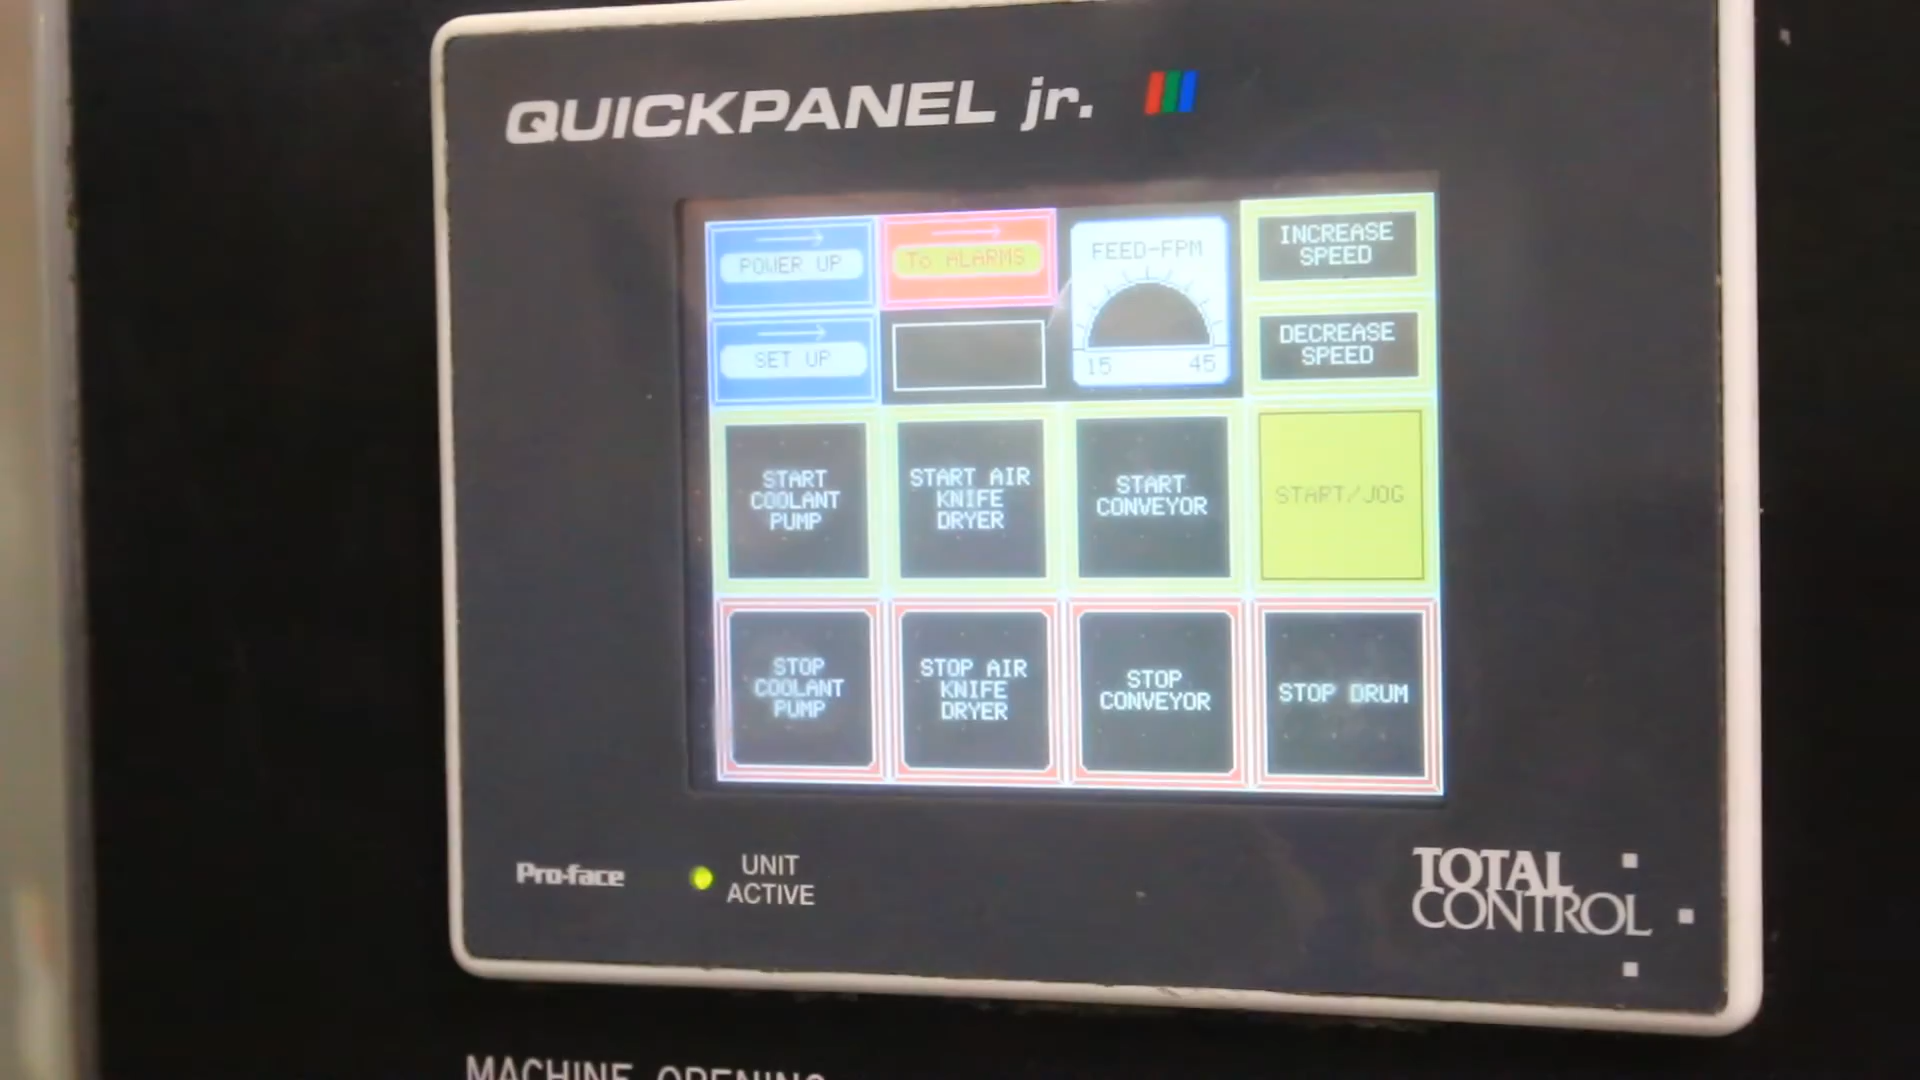 QUICKPANEL jr.
POWER UP
To ALARMS
FEED-FPM
15 45
INCREASE
SPEED
DECREASE
SPEED
SET UP
START
COOLANT
PUMP
START AIR
KNIFE
DRYER
START
CONVEYOR
START/JOG
STOP
COOLANT
PUMP
STOP AIR
KNIFE
DRYER
STOP
CONVEYOR
STOP DRUM
Pro-face
UNIT
ACTIVE
TOTAL
CONTROL
MACHINE OPENING